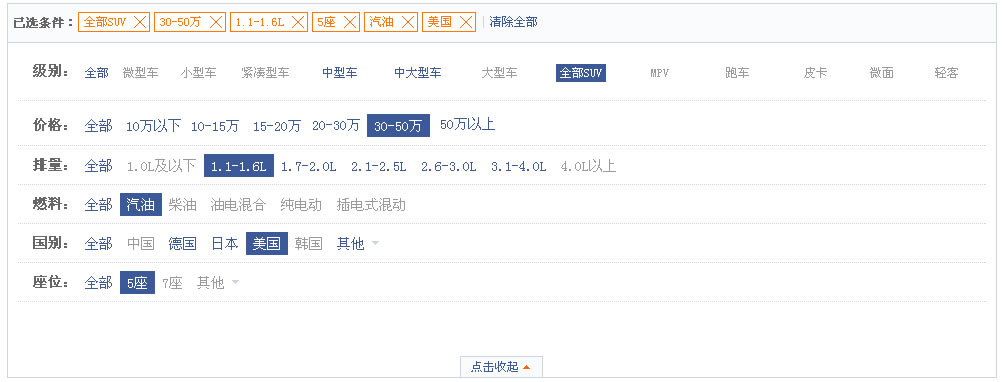 已选条件： 全部SUV 30-50万 1.1-1.6L 5座 汽油 美国 清除全部
级别： 全部 微型车 小型车 紧凑型车 中型车 中大型车 大型车 全部SUV MPV 跑车 皮卡 微面 轻客
价格： 全部 10万以下 10-15万 15-20万 20-30万 30-50万 50万以上
排量： 全部 1.0L及以下 1.1-1.6L 1.7-2.0L 2.1-2.5L 2.6-3.0L 3.1-4.0L 4.0L以上
燃料： 全部 汽油 柴油 油电混合 纯电动 插电式混动
国别： 全部 中国 德国 日本 美国 韩国 其他
座位： 全部 5座 7座 其他
点击收起